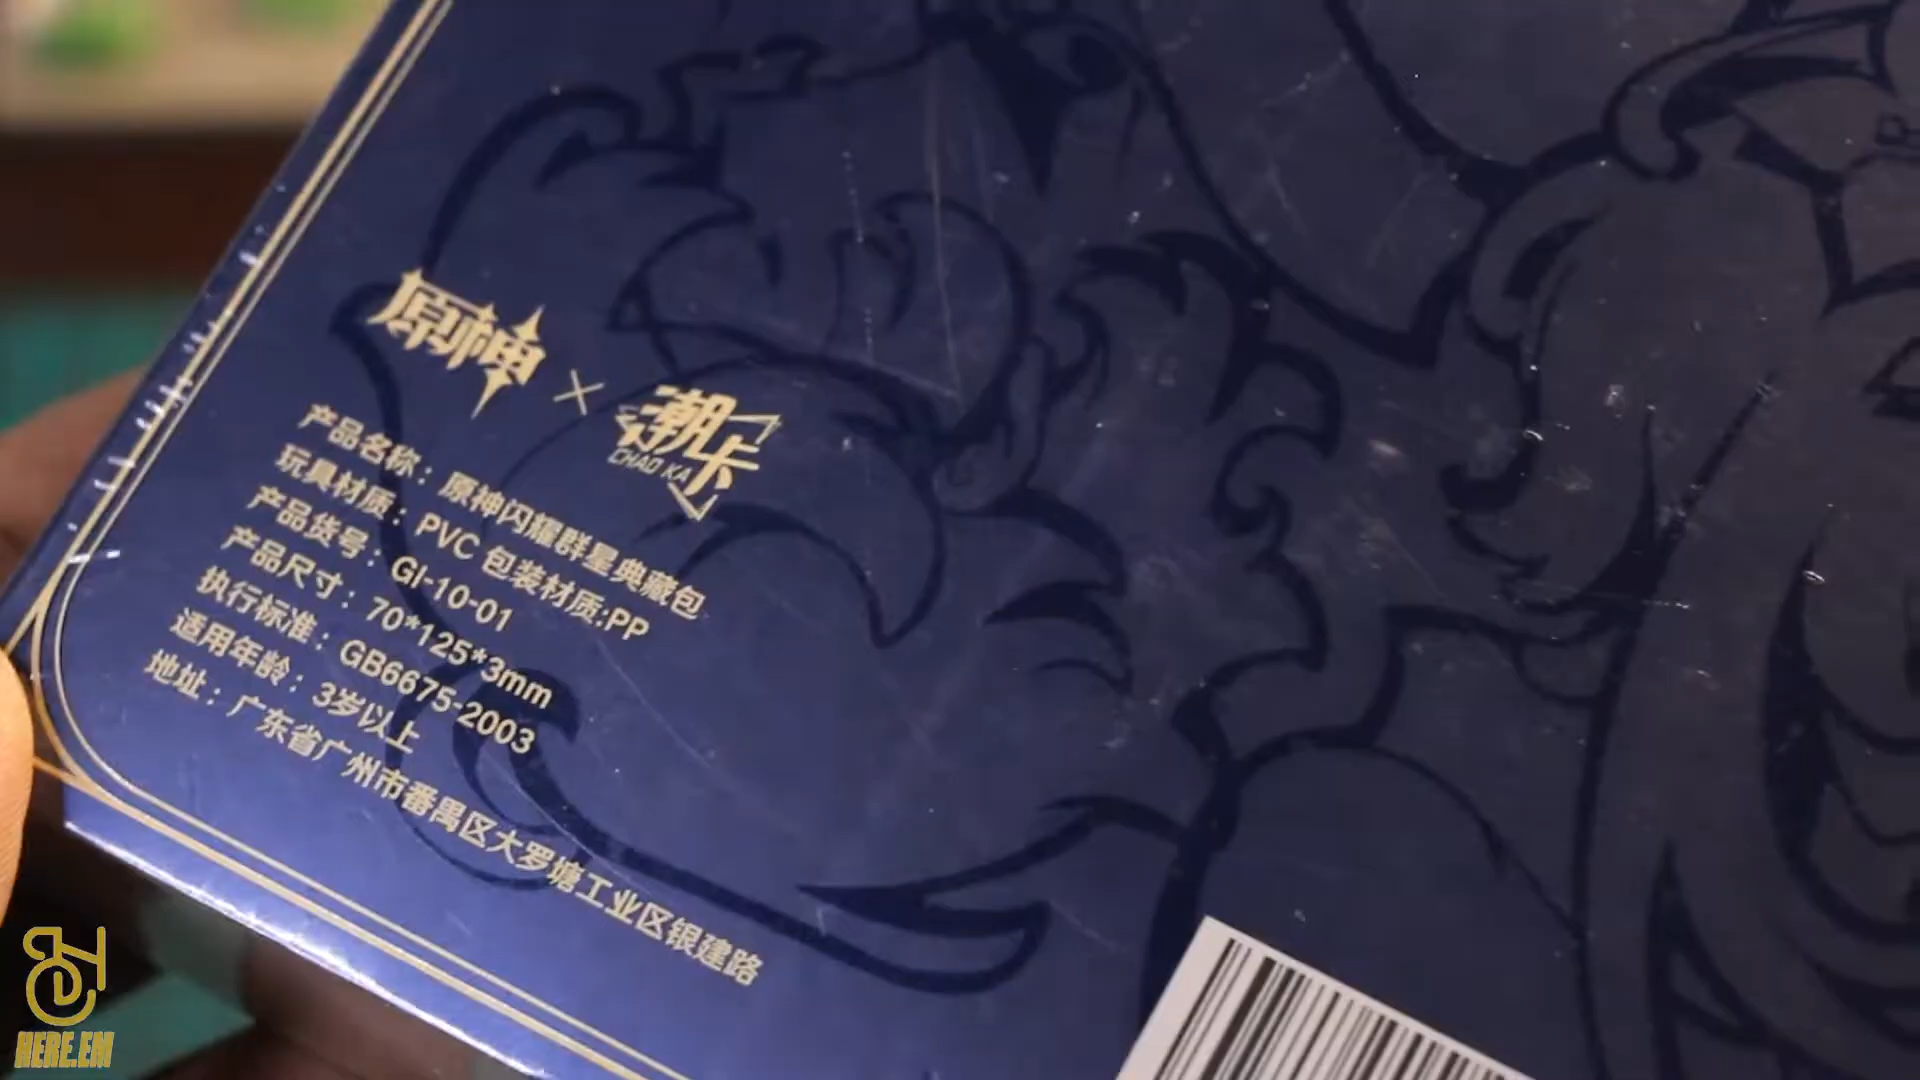 原神 × 潮卡
CHAO KA
产品名称：原神闪耀群星典藏包
玩具材质：PVC 包装材质:PP
产品货号：GI-10-01
产品尺寸：70*125*3mm
执行标准：GB6675-2003
适用年龄：3岁以上
地址：广东省广州市番禺区大罗塘工业区银建路
HERE.EM